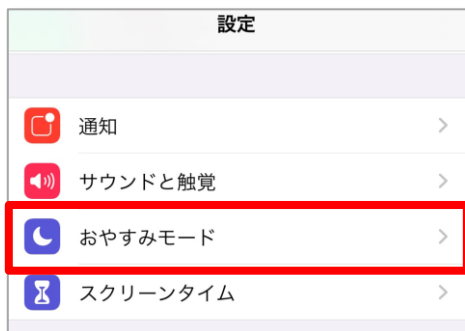 設定
通知
サウンドと触覚
おやすみモード
スクリーンタイム